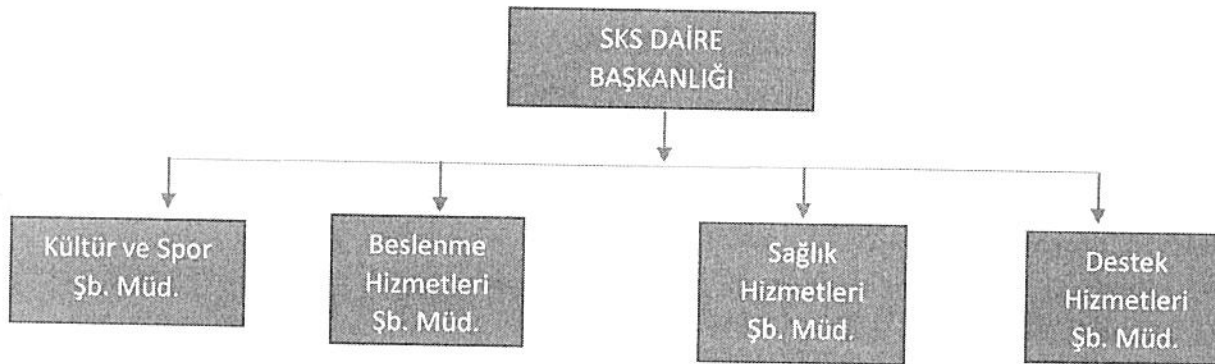 SKS DAİRE
BAŞKANLIĞI
Kültür ve Spor
Şb. Müd.
Beslenme
Hizmetleri
Şb. Müd.
Sağlık
Hizmetleri
Şb. Müd.
Destek
Hizmetleri
Şb. Müd.